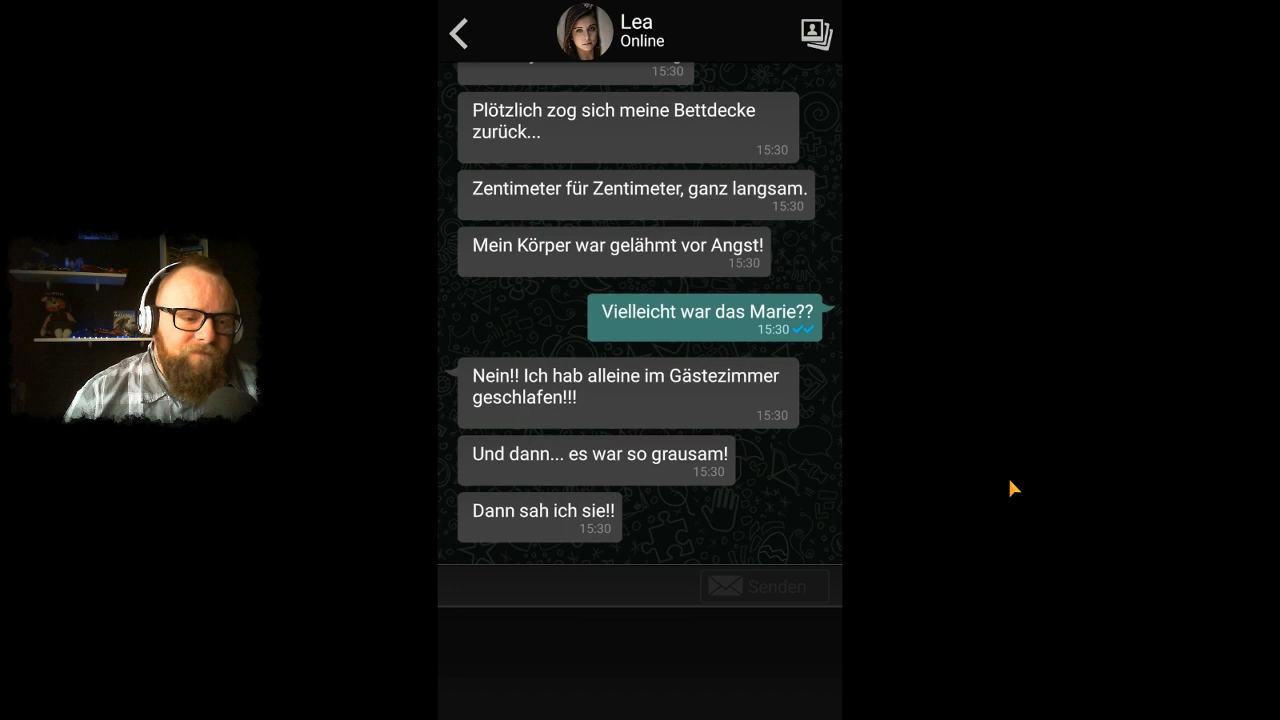 Lea
Online
15:30
Plötzlich zog sich meine Bettdecke
zurück...
15:30
Zentimeter für Zentimeter, ganz langsam.
15:30
Mein Körper war gelähmt vor Angst!
15:30
Vielleicht war das Marie??
15:30
Nein!! Ich hab alleine im Gästezimmer
geschlafen!!!
15:30
Und dann... es war so grausam!
15:30
Dann sah ich sie!!
15:30
Senden